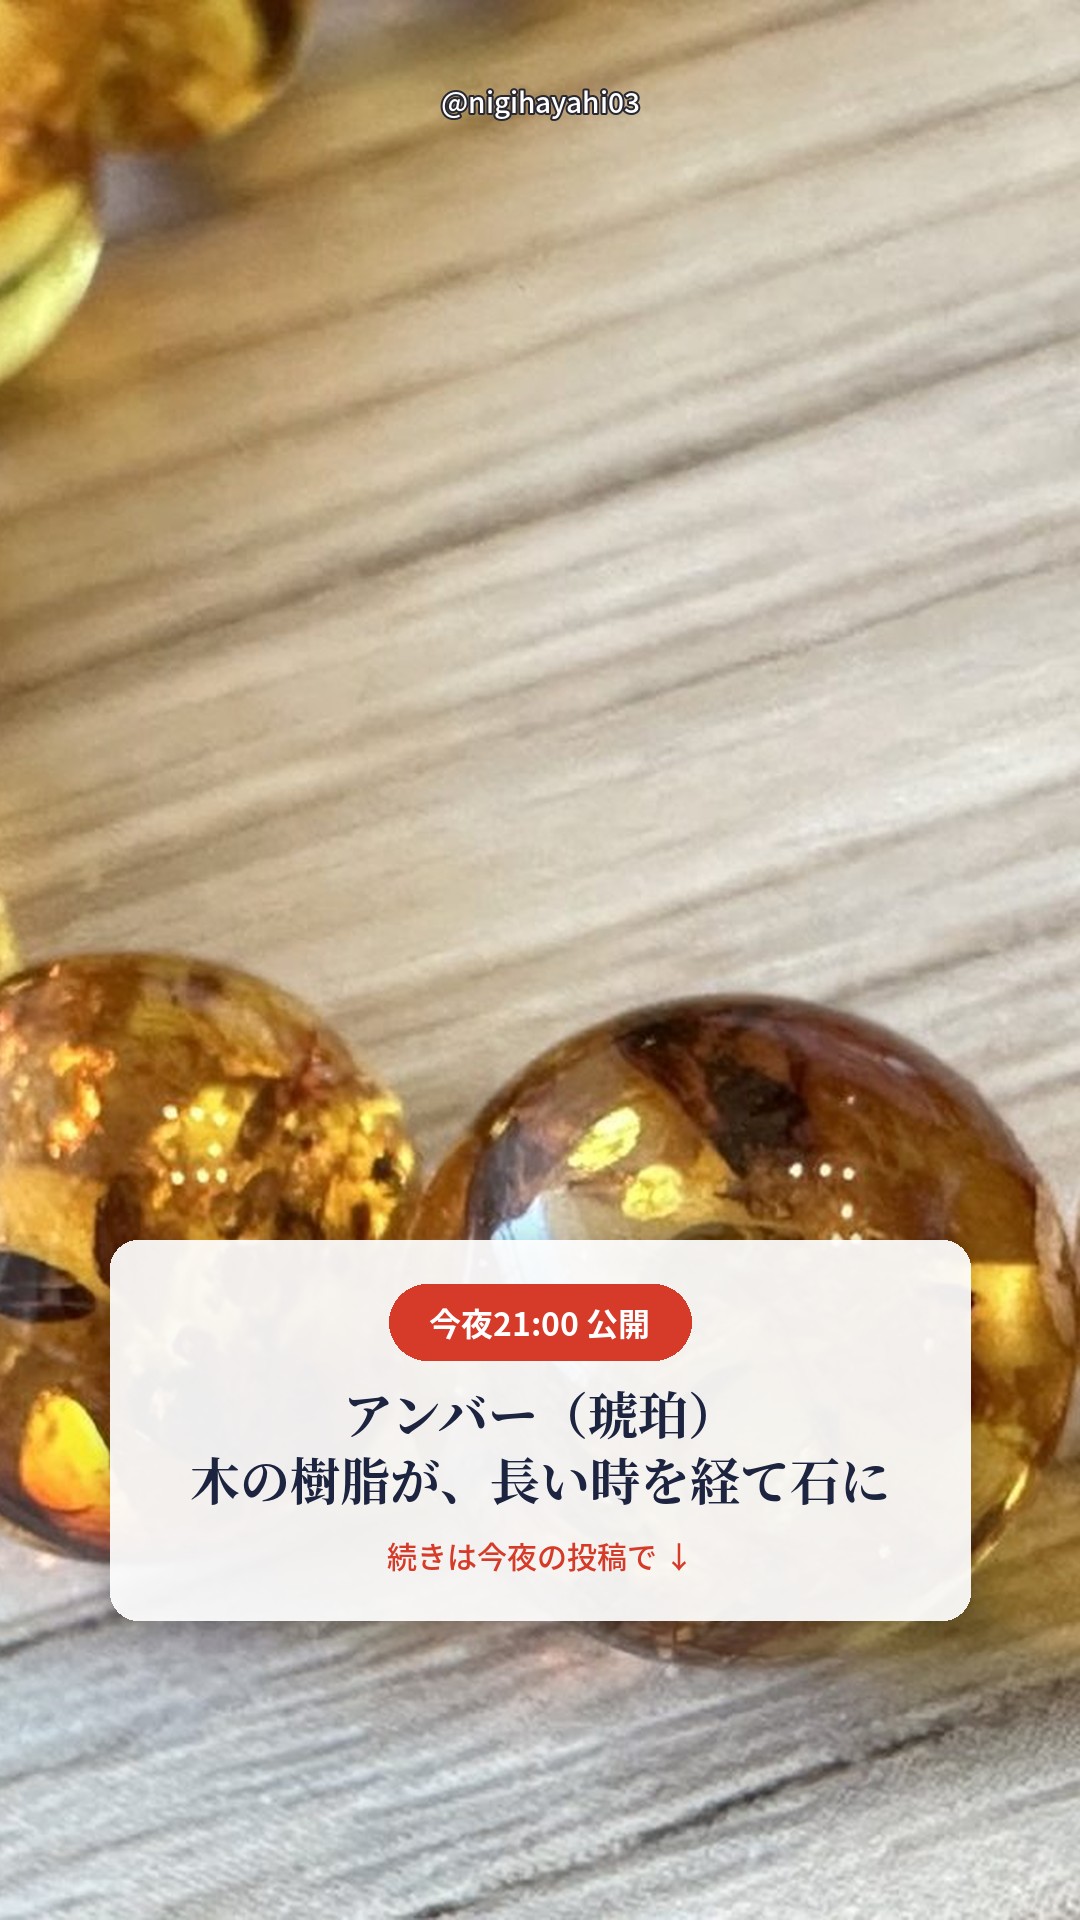 @nigihayahi03
今夜21:00 公開
アンバー（琥珀）
木の樹脂が、長い時を経て石に
続きは今夜の投稿で ↓